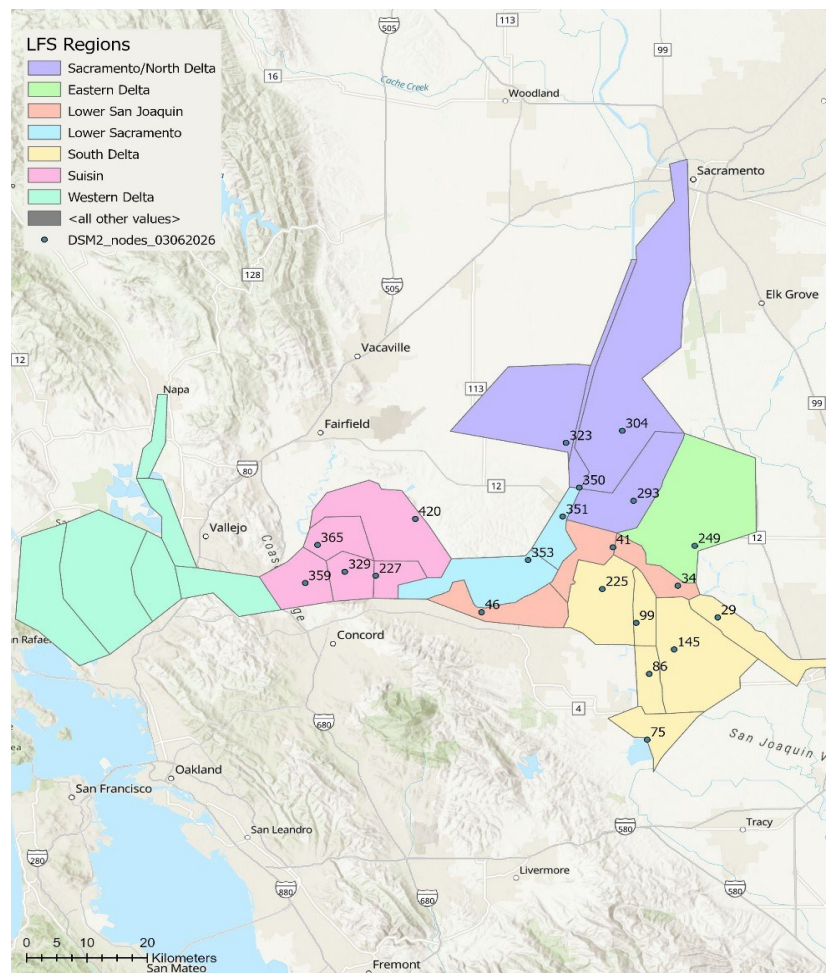 LFS Regions
Sacramento/North Delta
Eastern Delta
Lower San Joaquin
Lower Sacramento
South Delta
Suisin
Western Delta
<all other values>
DSM2_nodes_03062026
505
113
99
16
Cache Creek
Woodland
Sacramento
128
505
Elk Grove
12
Vacaville
113
99
Napa
Fairfield
304
323
80
12
350
293
420
351
Vallejo
365
41
249
12
353
329
227
359
225
34
46
99
29
Concord
145
86
4
680
75
San Joaquin V
Oakland
San Francisco
San Leandro
580
Tracy
280
Livermore
880
680
580
0 5 10 20
Kilometers
San Mateo
Fremont